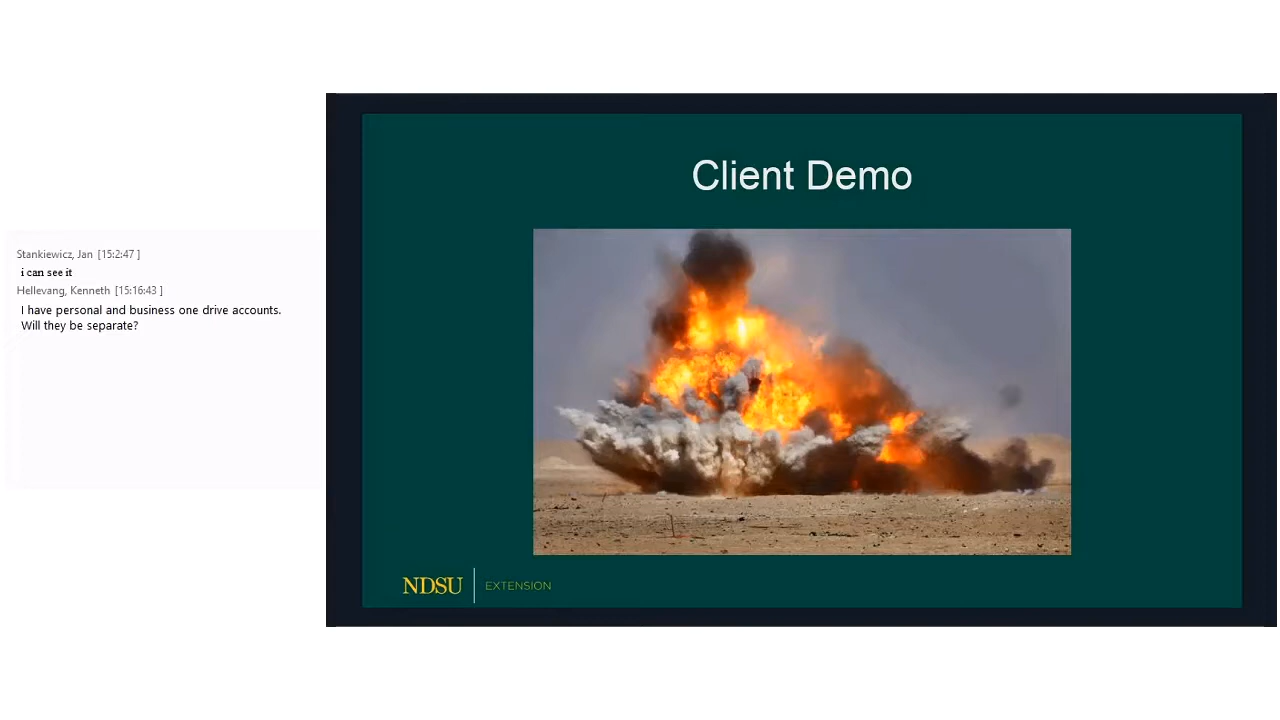 Stankiewicz, Jan [15:2:47 ]
i can see it
Hellevang, Kenneth [15:16:43 ]
I have personal and business one drive accounts.
Will they be separate?
Client Demo
NDSU EXTENSION